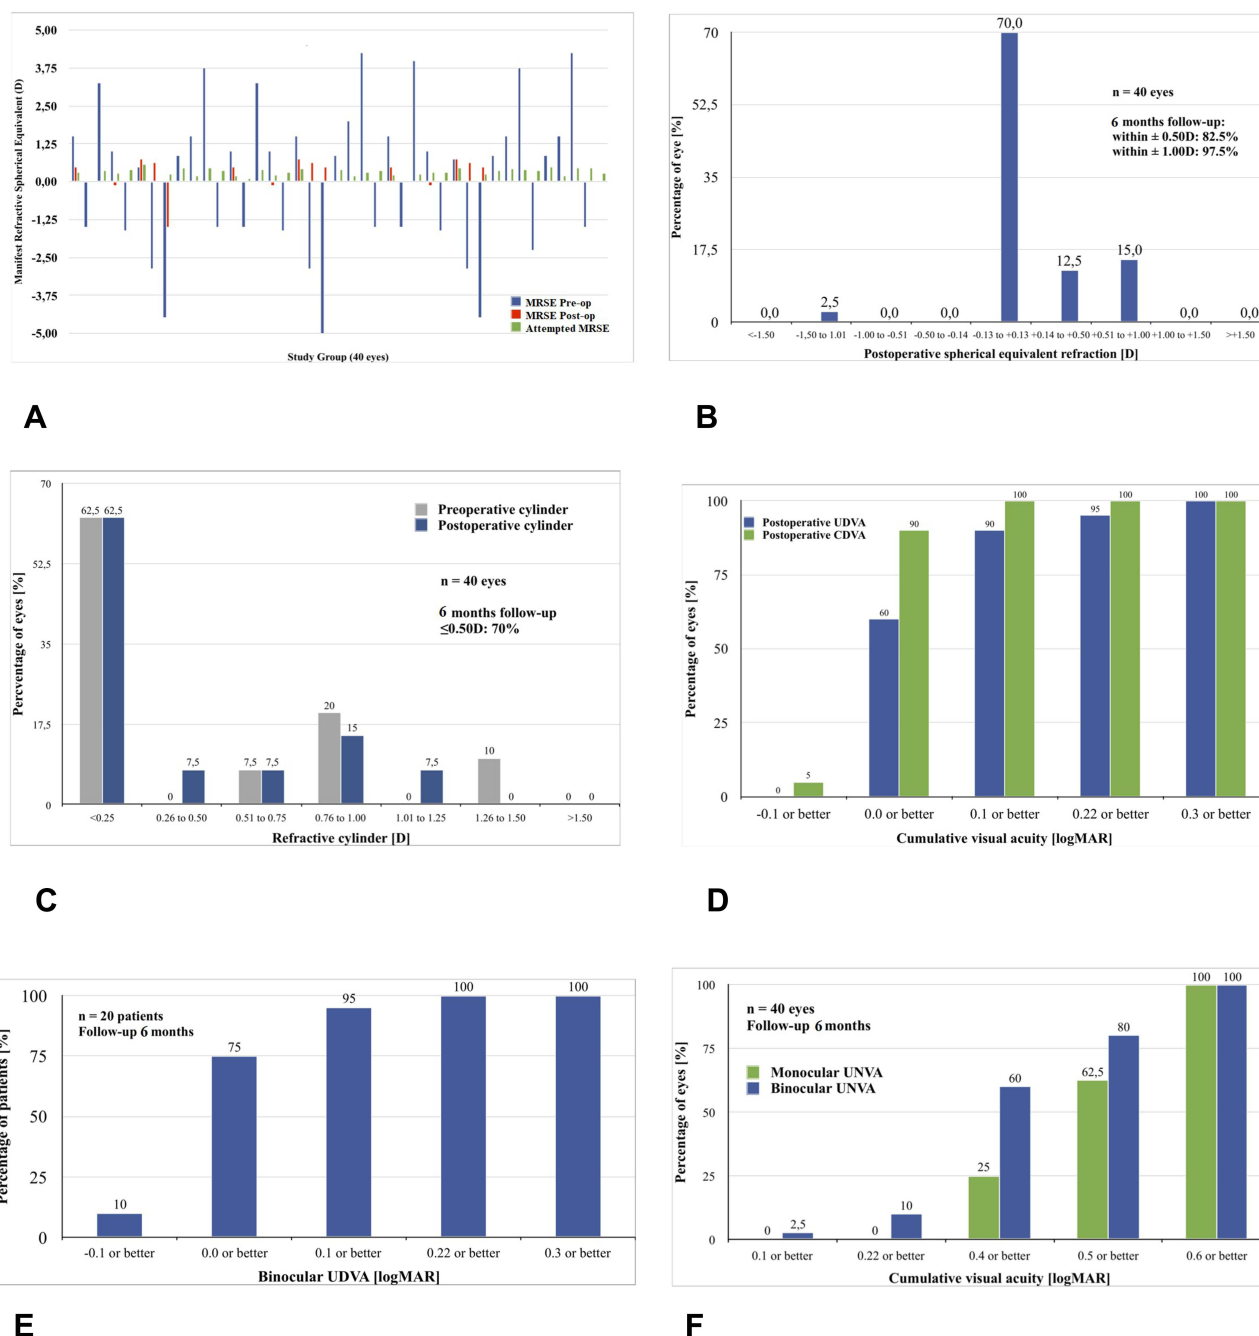 5,00
3,75
2,50
1,25
0,00
-1,25
-2,50
-3,75
-5,00
Manifest Refractive Spherical Equivalent (D)
MRSE Pre-op
MRSE Post-op
Attempted MRSE
Study Group (40 eyes)
A
70
52,5
35
17,5
0
Percentage of eye [%]
70,0
n = 40 eyes
6 months follow-up:
within ± 0.50D: 82.5%
within ± 1.00D: 97.5%
0,0 2,5 0,0 0,0 12,5 15,0 0,0 0,0
<-1.50 -1,50 to 1.01 -1.00 to -0.51 -0.50 to -0.14 -0.13 to +0.13 +0.14 to +0.50 +0.51 to +1.00 +1.00 to +1.50 >+1.50
Postoperative spherical equivalent refraction [D]
B
70
52,5
35
17,5
0
Percventage of eyes [%]
62,5 62,5
Preoperative cylinder
Postoperative cylinder
n = 40 eyes
6 months follow-up
≤0.50D: 70%
0 7,5 7,5 7,5 20 15 0 7,5 10 0 0 0
<0.25 0.26 to 0.50 0.51 to 0.75 0.76 to 1.00 1.01 to 1.25 1.26 to 1.50 >1.50
Refractive cylinder [D]
C
100
75
50
25
0
Percentage of eyes [%]
Postoperative UDVA
Postoperative CDVA
0 5 60 90 90 100 95 100 100 100
-0.1 or better 0.0 or better 0.1 or better 0.22 or better 0.3 or better
Cumulative visual acuity [logMAR]
D
100
75
50
25
0
Percentage of patients [%]
n = 20 patients
Follow-up 6 months
10 75 95 100 100
-0.1 or better 0.0 or better 0.1 or better 0.22 or better 0.3 or better
Binocular UDVA [logMAR]
E
100
75
50
25
0
Percentage of eyes [%]
n = 40 eyes
Follow-up 6 months
Monocular UNVA
Binocular UNVA
0 2,5 0 10 25 60 62,5 80 100 100
0.1 or better 0.22 or better 0.4 or better 0.5 or better 0.6 or better
Cumulative visual acuity [logMAR]
F